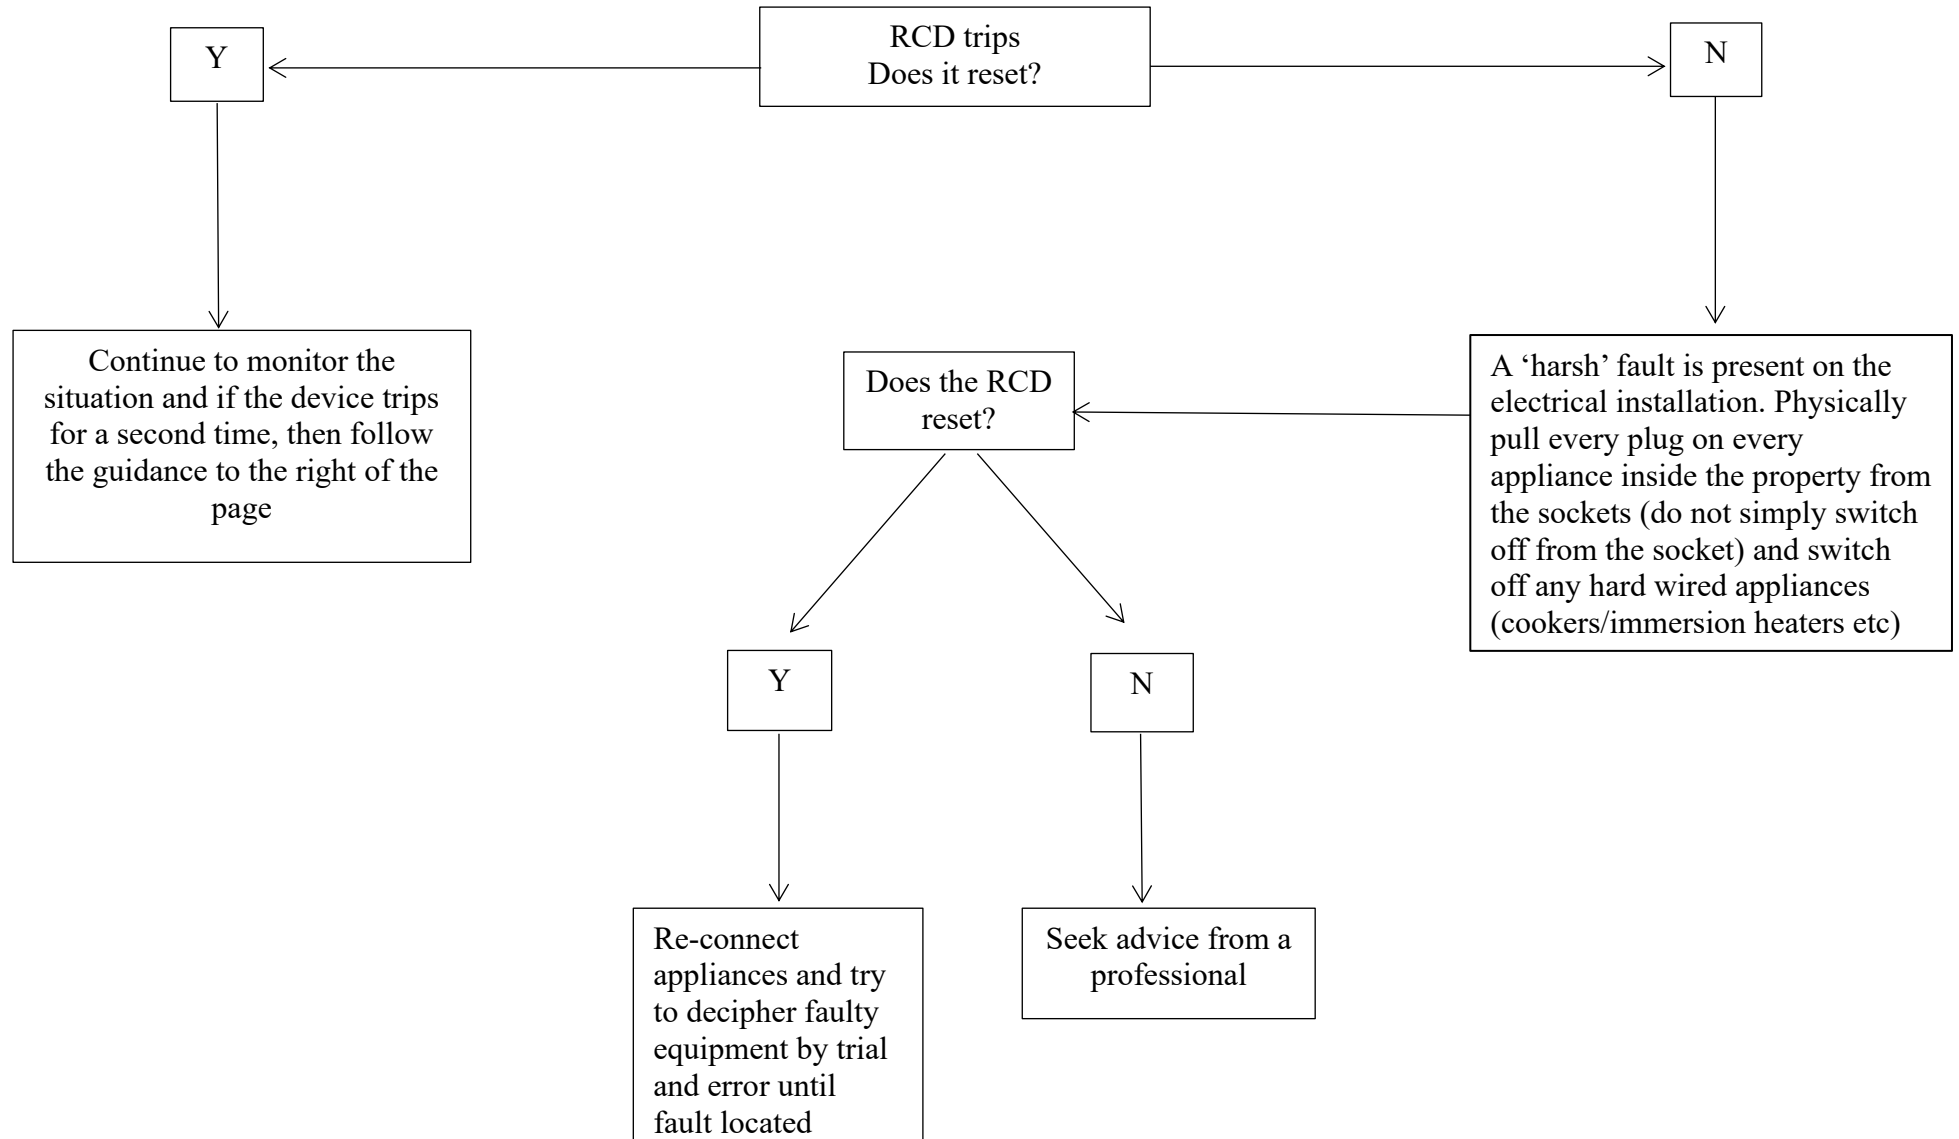 RCD trips
Does it reset?
Y
N
Continue to monitor the
situation and if the device trips
for a second time, then follow
the guidance to the right of the
page
Does the RCD
reset?
A ‘harsh’ fault is present on the
electrical installation. Physically
pull every plug on every
appliance inside the property from
the sockets (do not simply switch
off from the socket) and switch
off any hard wired appliances
(cookers/immersion heaters etc)
Y
N
Re-connect
appliances and try
to decipher faulty
equipment by trial
and error until
fault located
Seek advice from a
professional